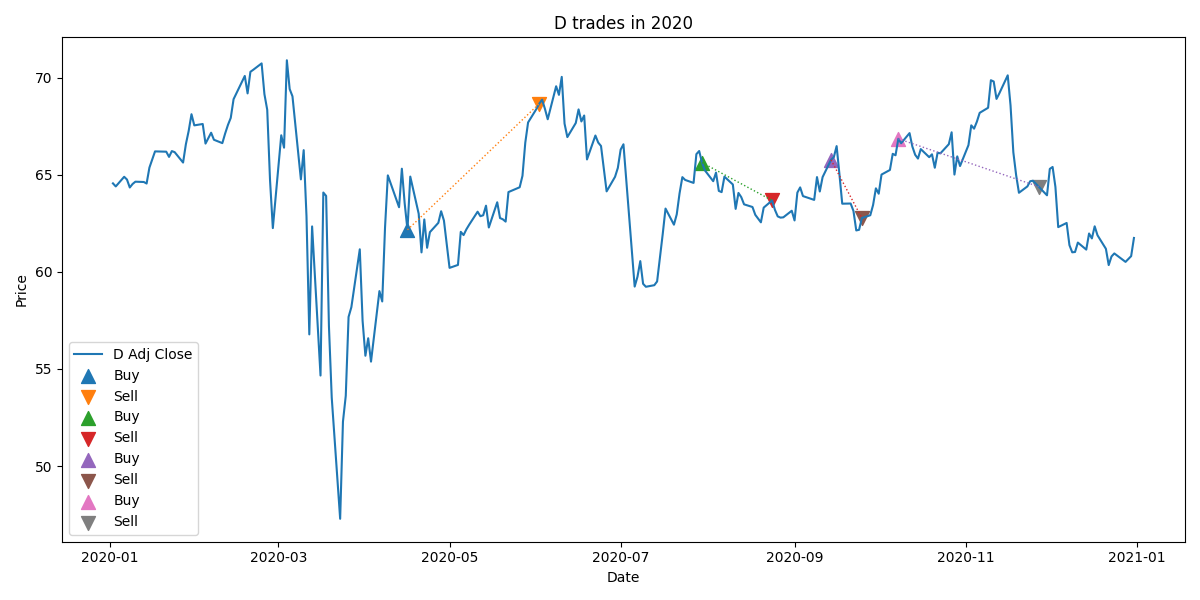 D trades in 2020
70
65
60
55
50
Price
D Adj Close
Buy
Sell
Buy
Sell
Buy
Sell
Buy
Sell
2020-01
2020-03
2020-05
2020-07
2020-09
2020-11
2021-01
Date